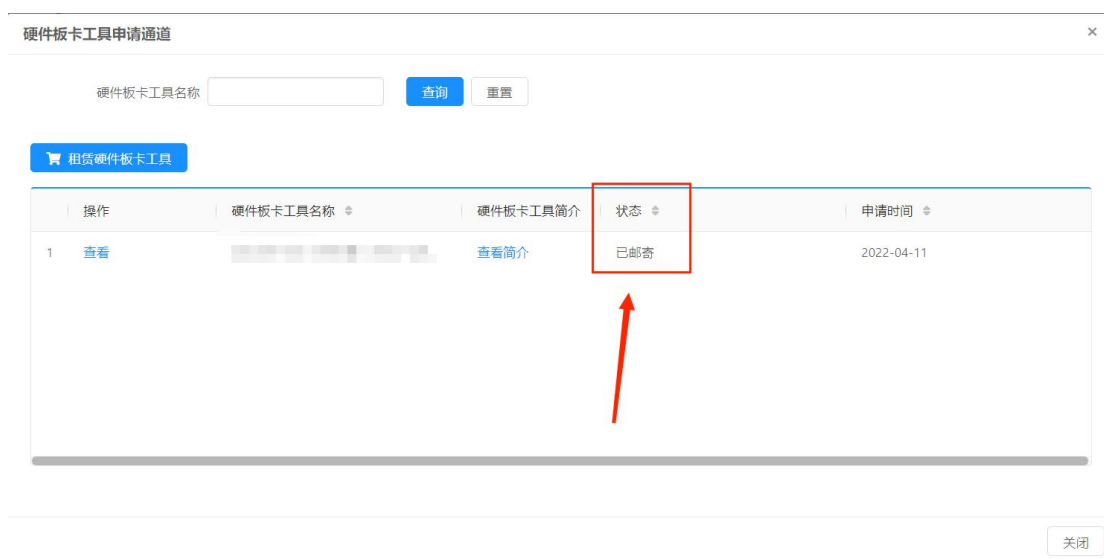 硬件板卡工具申请通道
硬件板卡工具名称 查询 重置
租赁硬件板卡工具
操作 硬件板卡工具名称 硬件板卡工具简介 状态 申请时间
1 查看 查看简介 已邮寄 2022-04-11
关闭